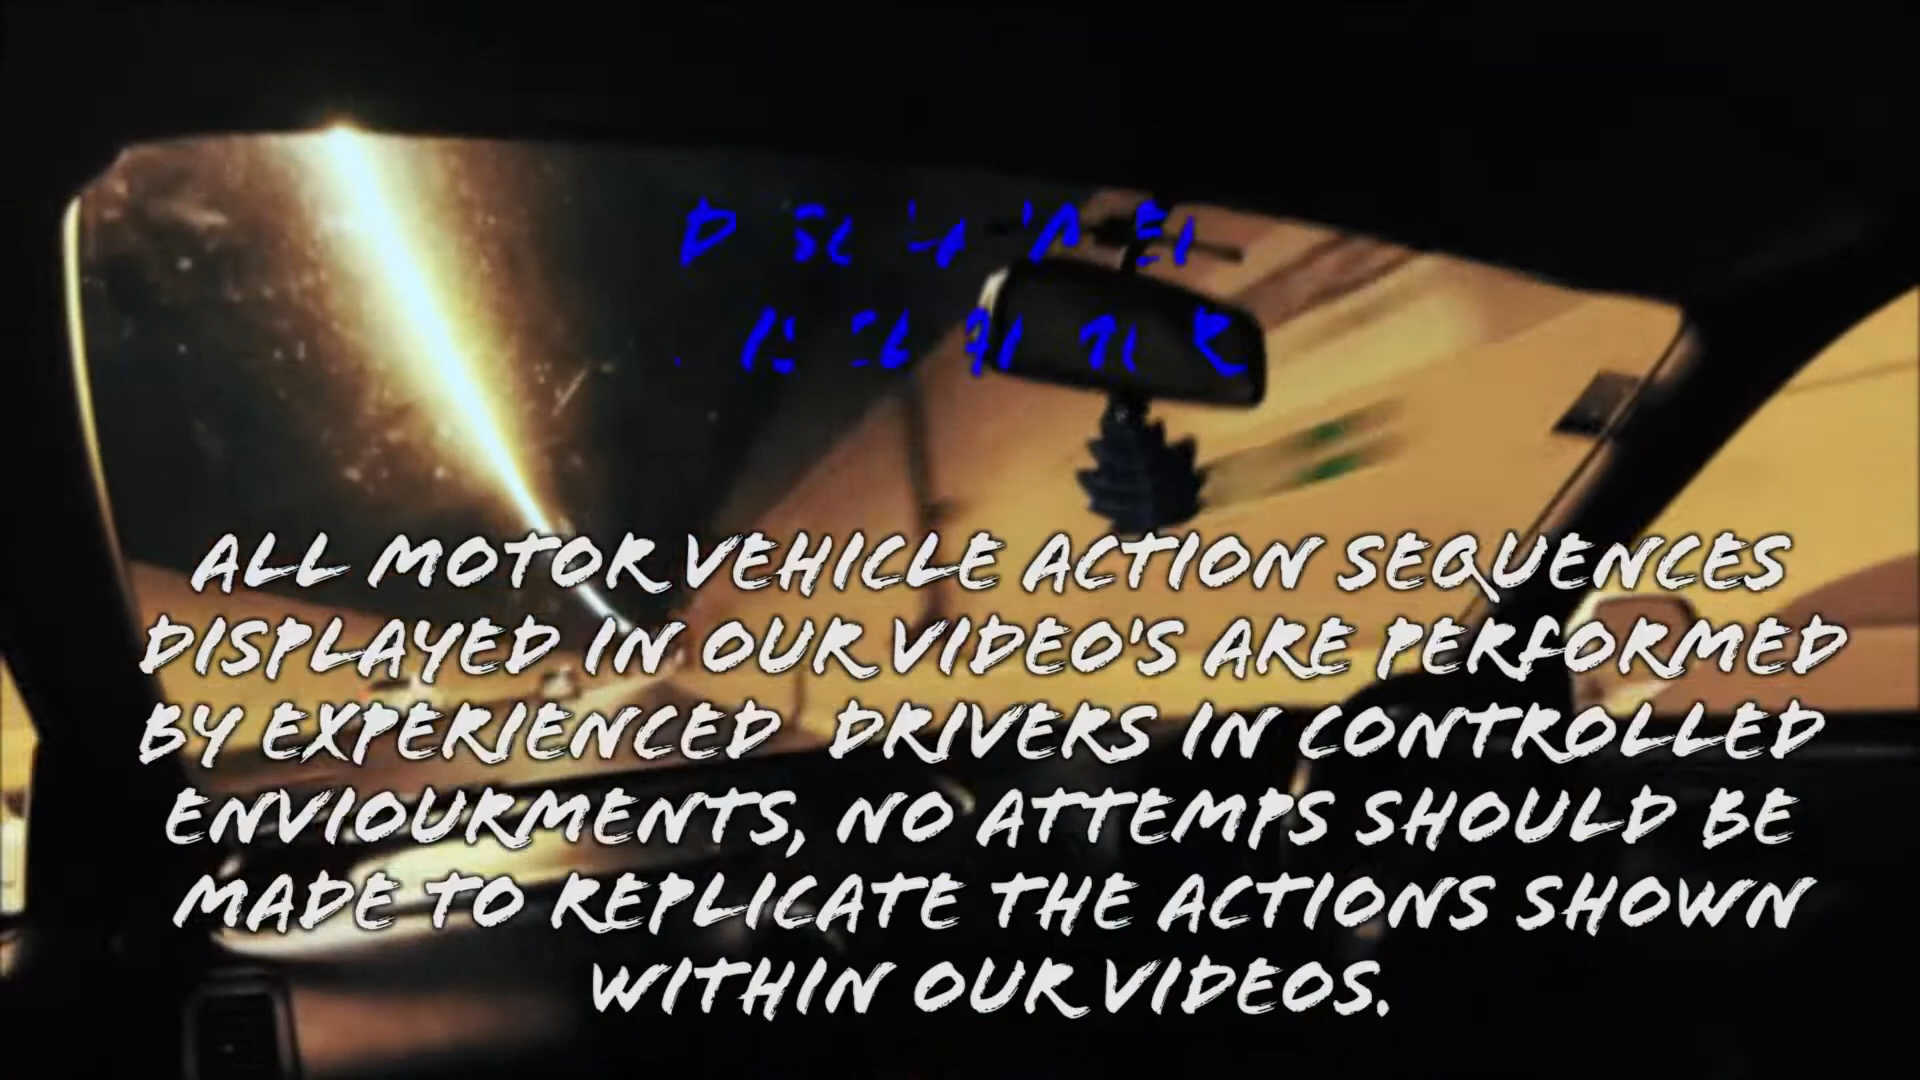 ALL MOTOR VEHICLE ACTION SEQUENCES
DISPLAYED IN OUR VIDEO'S ARE PERFORMED
BY EXPERIENCED DRIVERS IN CONTROLLED
ENVIOURMENTS, NO ATTEMPS SHOULD BE
MADE TO REPLICATE THE ACTIONS SHOWN
WITHIN OUR VIDEOS.